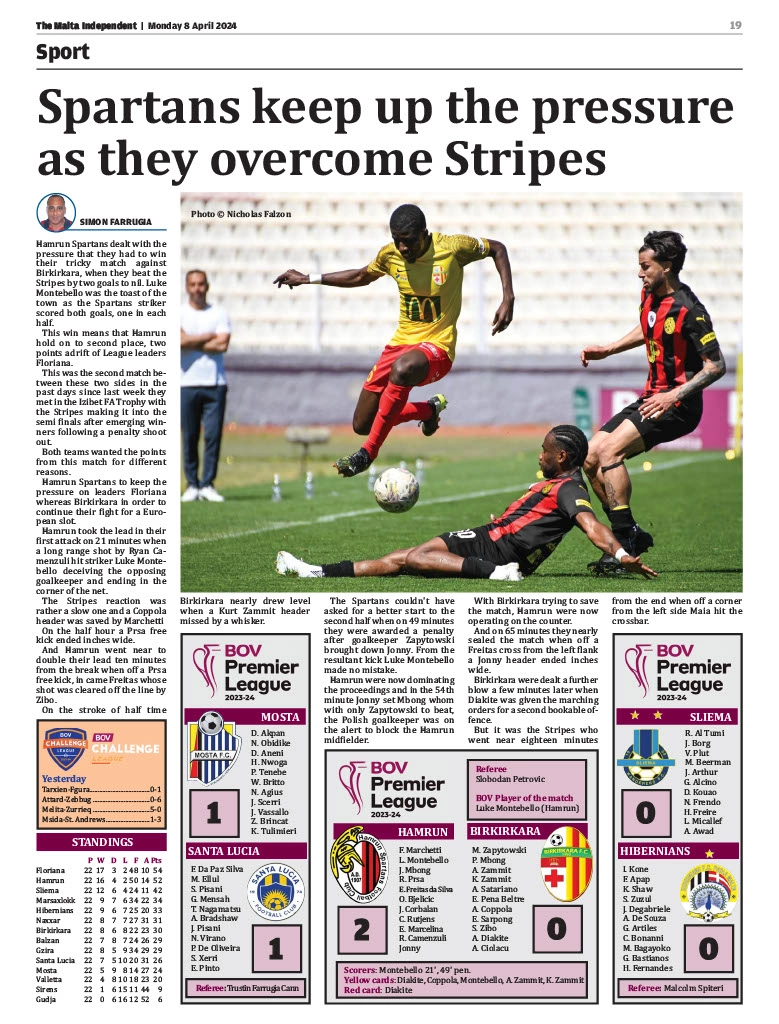 The Malta Independent | Monday 8 April 2024
19
Sport
Spartans keep up the pressure
as they overcome Stripes
SIMON FARRUGIA
Photo © Nicholas Falzon
Hamrun Spartans dealt with the
pressure that they had to win
their tricky match against
Birkirkara, when they beat the
Stripes by two goals to nil. Luke
Montebello was the toast of the
town as the Spartans striker
scored both goals, one in each
half.
This win means that Hamrun
hold on to second place, two
points adrift of League leaders
Floriana.
This was the second match be-
tween these two sides in the
past days since last week they
met in the Izibet FA Trophy with
the Stripes making it into the
semi finals after emerging win-
ners following a penalty shoot
out.
Both teams wanted the points
from this match for different
reasons.
Hamrun Spartans to keep the
pressure on leaders Floriana
whereas Birkirkara in order to
continue their fight for a Euro-
pean slot.
Hamrun took the lead in their
first attack on 21 minutes when
a long range shot by Ryan Ca-
menzuli hit striker Luke Monte-
bello deceiving the opposing
goalkeeper and ending in the
corner of the net.
The Stripes reaction was
rather a slow one and a Coppola
header was saved by Marchetti
On the half hour a Prsa free
kick ended inches wide.
And Hamrun went near to
double their lead ten minutes
from the break when off a Prsa
free kick, in came Freitas whose
shot was cleared off the line by
Zibo.
On the stroke of half time
Birkirkara nearly drew level
when a Kurt Zammit header
missed by a whisker.
The Spartans couldn't have
asked for a better start to the
second half when on 49 minutes
they were awarded a penalty
after goalkeeper Zapytowski
brought down Jonny. From the
resultant kick Luke Montebello
made no mistake.
Hamrun were now dominating
the proceedings and in the 54th
minute Jonny set Mbong whom
with only Zapytowski to beat,
the Polish goalkeeper was on
the alert to block the Hamrun
midfielder.
With Birkirkara trying to save
the match, Hamrun were now
operating on the counter.
And on 65 minutes they nearly
sealed the match when off a
Freitas cross from the left flank
a Jonny header ended inches
wide.
Birkirkara were dealt a further
blow a few minutes later when
Diakite was given the marching
orders for a second bookable of-
fence.
But it was the Stripes who
went near eighteen minutes
from the end when off a corner
from the left side Maia hit the
crossbar.
BOV
CHALLENGE
LEAGUE
BOV
CHALLENGE
LEAGUE
Yesterday
Tarxien-Fgura 0-1
Attard-Zebbug 0-6
Melita-Zurrieq 5-0
Msida-St. Andrews 1-3
STANDINGS
P W D L F A Pts
Floriana 22 17 3 2 48 10 54
Hamrun 22 16 4 2 50 14 52
Sliema 22 12 6 4 24 11 42
Marsaxlokk 22 9 7 6 34 22 34
Hibernians 22 9 6 7 25 20 33
Naxxar 22 8 7 7 27 31 31
Birkirkara 22 8 6 8 22 23 30
Balzan 22 7 8 7 24 26 29
Gzira 22 8 5 9 34 29 29
Santa Lucia 22 7 5 10 20 31 26
Mosta 22 5 9 8 14 27 24
Valletta 22 4 8 10 18 23 20
Sirens 22 1 6 15 11 44 9
Gudja 22 0 6 16 12 52 6
BOV
Premier
League
2023-24
MOSTA
MOSTA F.C.
D. Akpan
N. Obidike
D. Aneni
H. Nwoga
P. Tenebe
W. Brito
N. Agius
J. Scerri
J. Vassallo
Z. Brincat
K. Tulimieri
1
SANTA LUCIA
F. Da Paz Silva
M. Ellul
S. Pisani
G. Mensah
T. Nagamatsu
A. Bradshaw
J. Pisani
N. Virano
P. De Oliveira
S. Xerri
E. Pinto
SANTA LUCIA
FOOTBALL CLUB
1
Referee: Trustin Farrugia Cann
BOV
Premier
League
2023-24
Referee
Slobodan Petrovic
BOV Player of the match
Luke Montebello (Hamrun)
HAMRUN
Hamrun Spartans Football Club
A.D.
1907
F. Marchetti
L. Montebello
J. Mbong
R. Prsa
E. Freitas da Silva
O. Bjelicic
J. Corbalan
C. Rutjens
E. Marcelina
R. Camenzuli
Jonny
2
BIRKIRKARA
M. Zapytowski
P. Mbong
A. Zammit
K. Zammit
A. Satariano
E. Pena Beltre
A. Coppola
E. Sarpong
S. Zibo
A. Diakite
A. Ciolacu
BIRKIRKARA F.C.
0
Scorers: Montebello 21', 49' pen.
Yellow cards: Diakite, Coppola, Montebello, A. Zammit, K. Zammit
Red card: Diakite
BOV
Premier
League
2023-24
SLIEMA
SLIEMA
R. Al Tumi
J. Borg
V. Plut
M. Beerman
J. Arthur
G. Alcino
D. Kouao
N. Frendo
H. Freire
L. Micallef
A. Awad
0
HIBERNIANS
I. Kone
F. Apap
K. Shaw
S. Zuzul
J. Degabriele
A. De Souza
G. Artiles
C. Bonanni
M. Bagayoko
G. Bastianos
H. Fernandes
0
Referee: Malcolm Spiteri